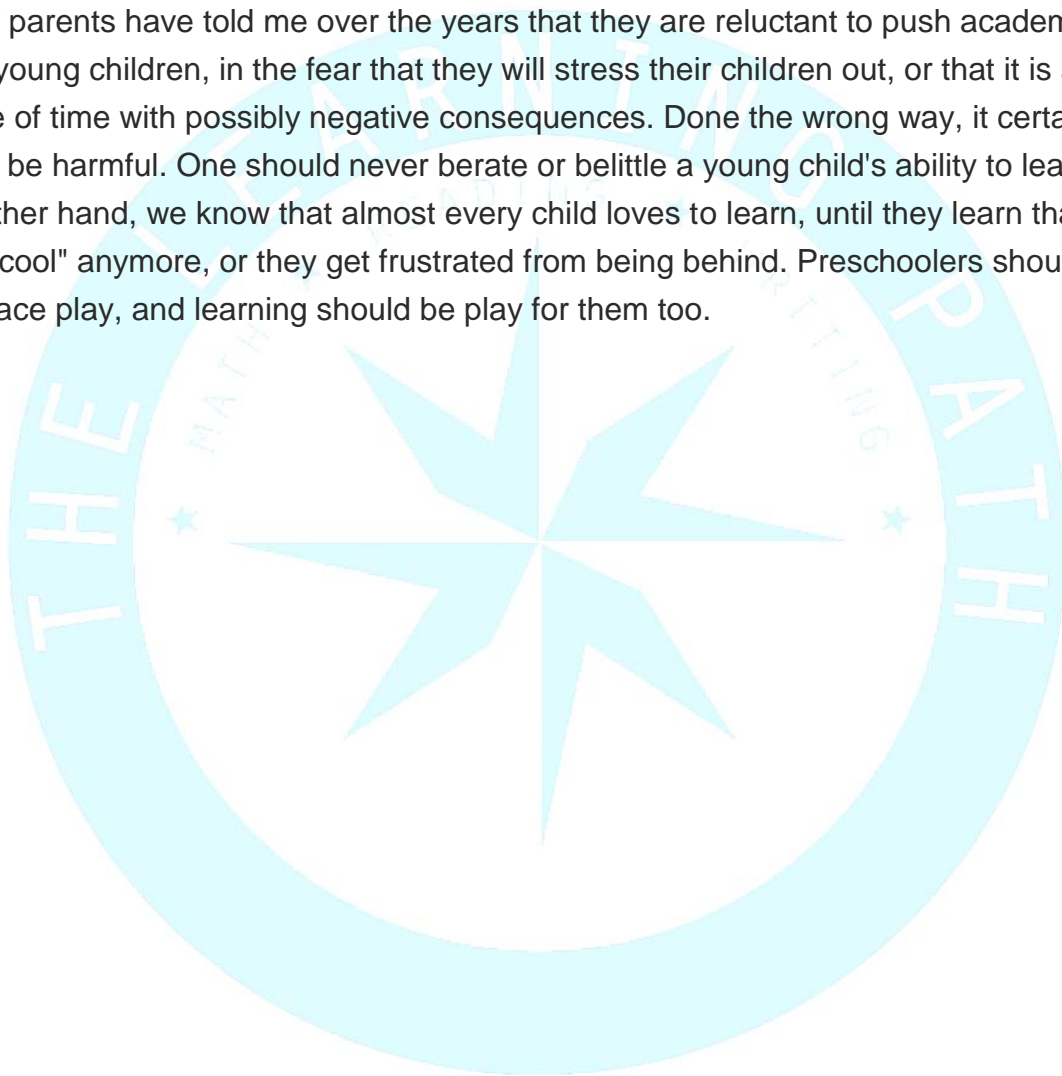 parents have told me over the years that they are reluctant to push academ
young children, in the fear that they will stress their children out, or that it is
e of time with possibly negative consequences. Done the wrong way, it certa
be harmful. One should never berate or belittle a young child's ability to lea
ther hand, we know that almost every child loves to learn, until they learn tha
cool" anymore, or they get frustrated from being behind. Preschoolers shou
ace play, and learning should be play for them too.
THE LEARNING PATH
MATH ★ READING ★ WRITING